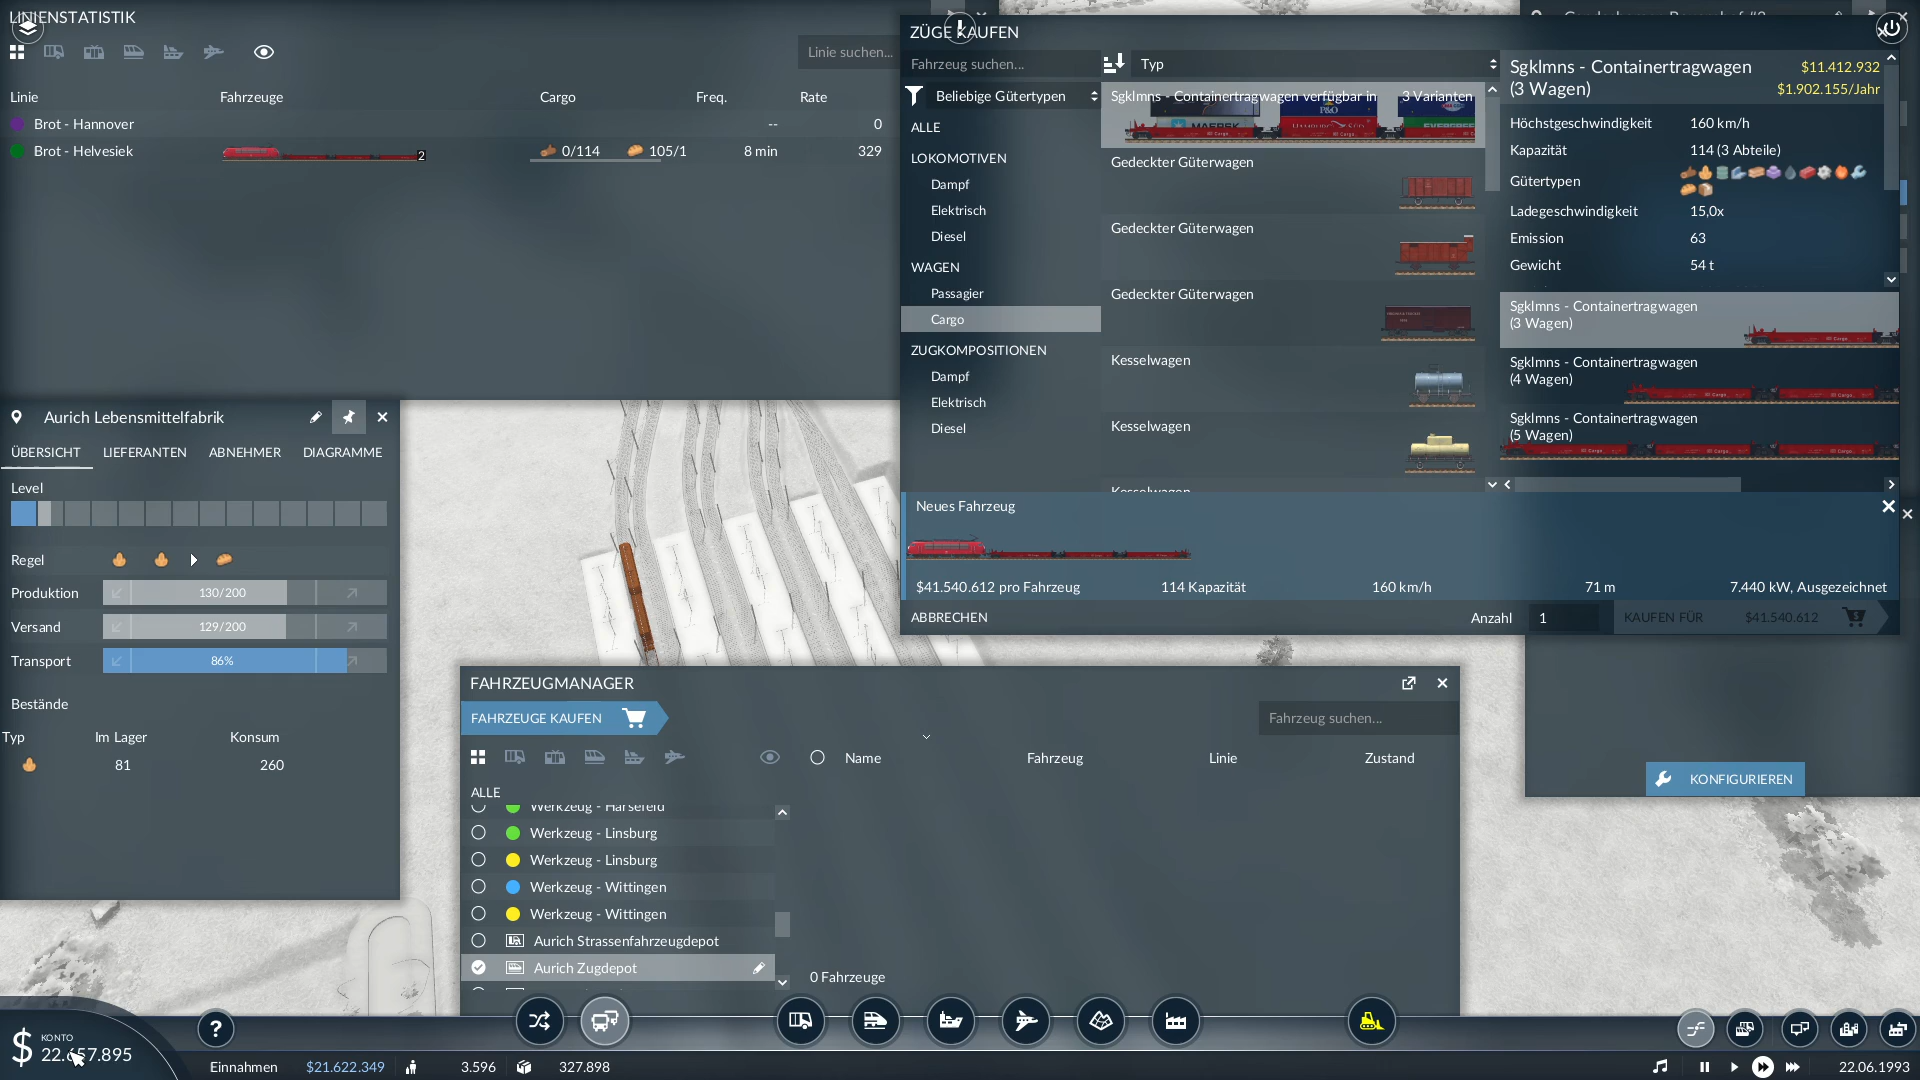 LINIENSTATISTIK
Linie suchen...
Linie Fahrzeuge Cargo Freq. Rate
Brot - Hannover -- 0
Brot - Helvesiek 2 0/114 105/1 8 min 329
ZÜGE KAUFEN
Fahrzeug suchen...
Typ
Beliebige Gütertypen
ALLE
LOKOMOTIVEN
Dampf
Elektrisch
Diesel
WAGEN
Passagier
Cargo
ZUGKOMPOSITIONEN
Dampf
Elektrisch
Diesel
Sgklmns - Containertragwagen verfügbar in 3 Varianten
Gedeckter Güterwagen
Gedeckter Güterwagen
Gedeckter Güterwagen
Kesselwagen
Kesselwagen
Kesselwagen
Sgklmns - Containertragwagen
(3 Wagen)
$11.412.932
$1.902.155/Jahr
Höchstgeschwindigkeit 160 km/h
Kapazität 114 (3 Abteile)
Gütertypen
Ladegeschwindigkeit 15,0x
Emission 63
Gewicht 54 t
Sgklmns - Containertragwagen
(3 Wagen)
Sgklmns - Containertragwagen
(4 Wagen)
Sgklmns - Containertragwagen
(5 Wagen)
Neues Fahrzeug
$41.540.612 pro Fahrzeug 114 Kapazität 160 km/h 71 m 7.440 kW, Ausgezeichnet
ABBRECHEN
Anzahl 1
KAUFEN FÜR $41.540.612
Aurich Lebensmittelfabrik
ÜBERSICHT LIEFERANTEN ABNEHMER DIAGRAMME
Level
Regel
Produktion 130/200
Versand 129/200
Transport 86%
Bestände
Typ Im Lager Konsum
81 260
FAHRZEUGMANAGER
FAHRZEUGE KAUFEN
Fahrzeug suchen...
Name Fahrzeug Linie Zustand
ALLE
Werkzeug - Harsefeld
Werkzeug - Linsburg
Werkzeug - Linsburg
Werkzeug - Wittingen
Werkzeug - Wittingen
Aurich Strassenfahrzeugdepot
Aurich Zugdepot
0 Fahrzeuge
KONFIGURIEREN
KONTO
22.657.895
Einnahmen $21.622.349 3.596 327.898
22.06.1993